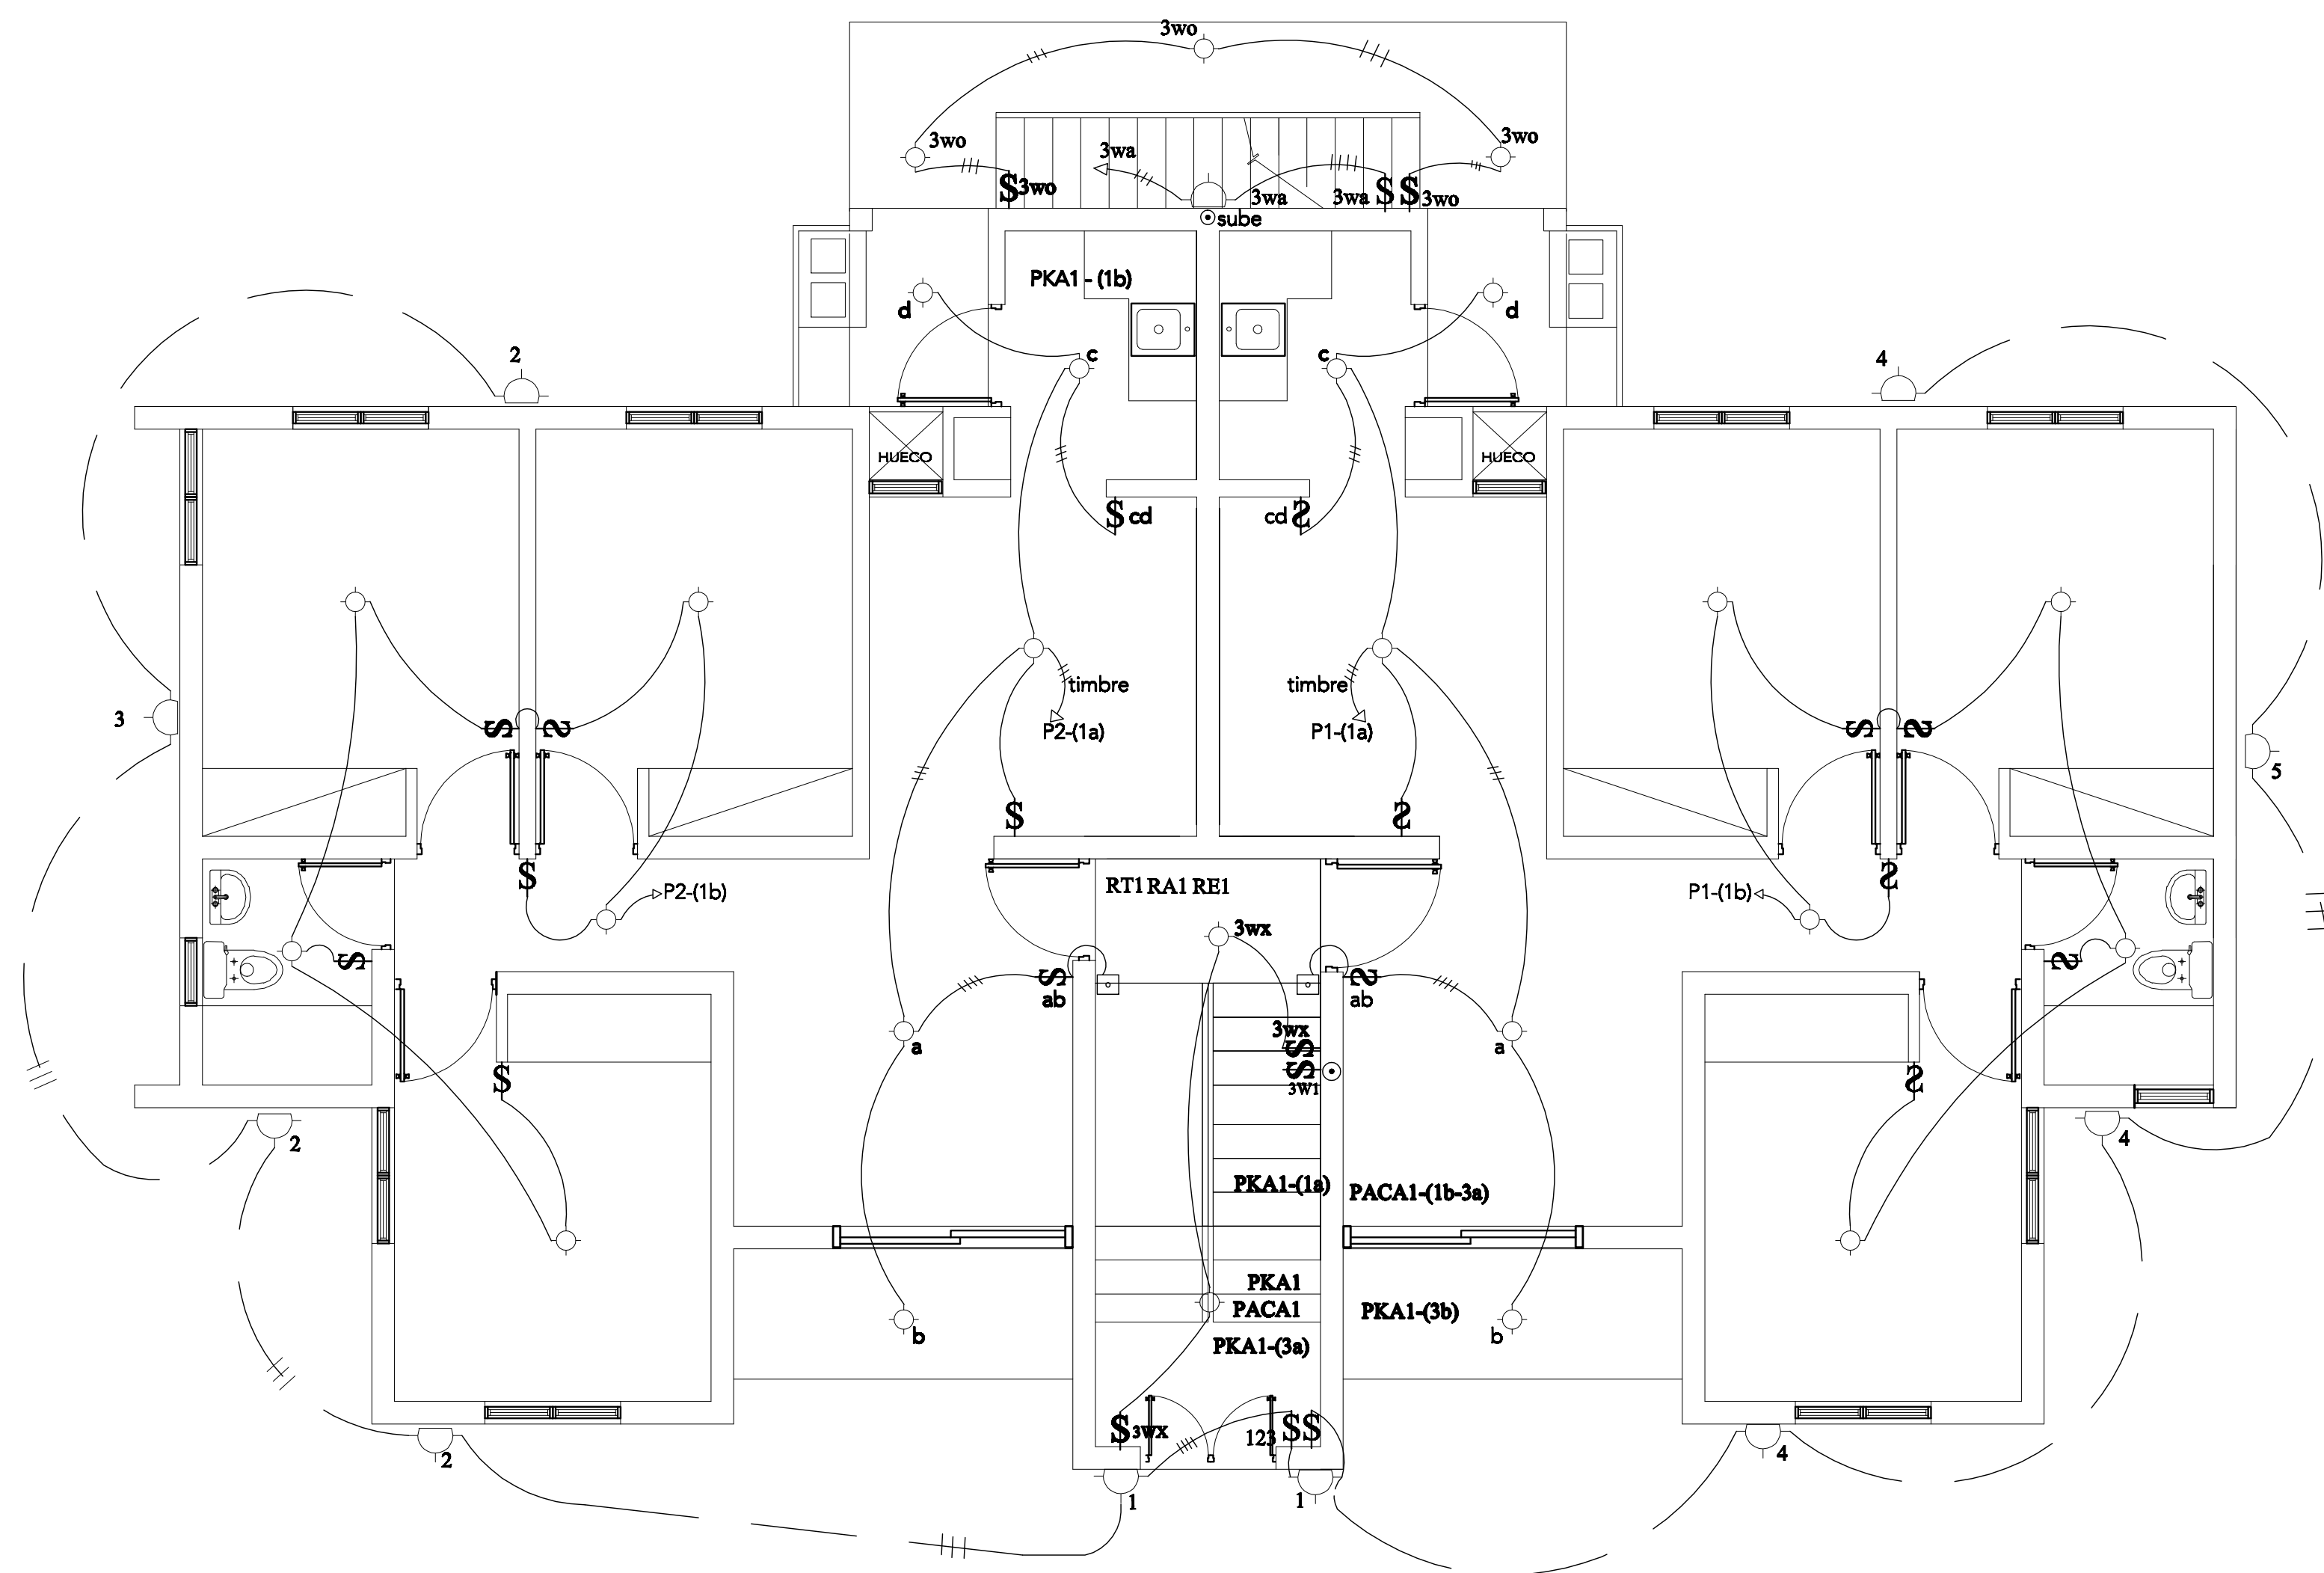 3wo
3wo
3wo
3wa
$ 3wo
3wa
3wa $ $ 3wo
sube
PKA1 - (1b)
d
d
c
c
2
4
HUECO
HUECO
$ cd
cd $
timbre
timbre
3
P2-(1a)
P1-(1a)
$ $
$ $
5
$
$
$
RT1 RA1 RE1
$
P2-(1b)
P1-(1b)
3wx
$
$
$
$
ab
ab
3wx
a
a
$
$
3W1
$
$
2
4
PKA1-(1a)
PACA1-(1b-3a)
PKA1
PACA1
PKA1-(3b)
b
b
PKA1-(3a)
$ 3wx
123 $$
2
4
1
1